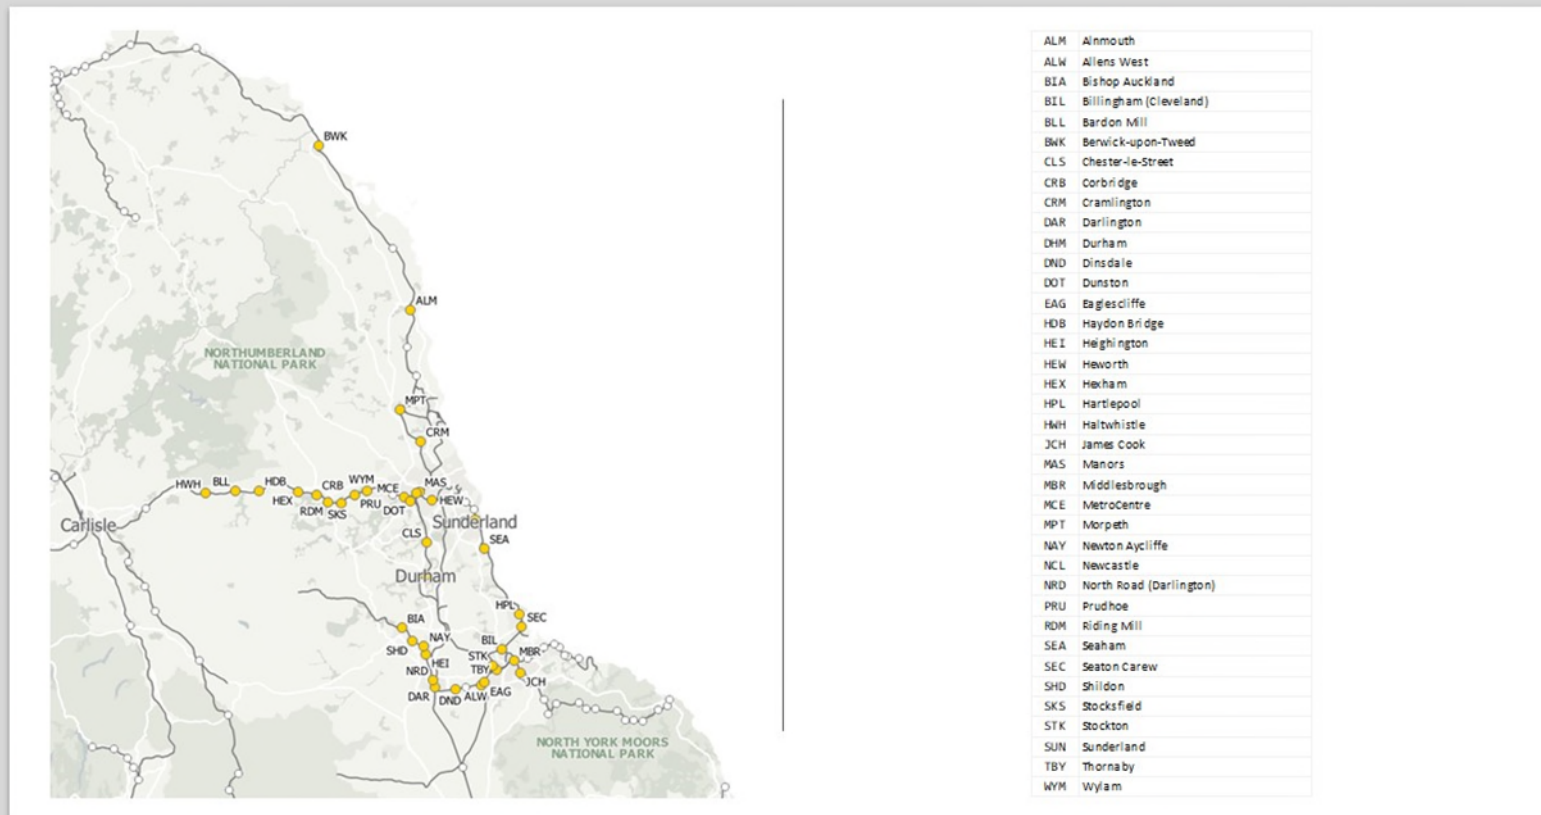 BWK
ALM
NORTHUMBERLAND
NATIONAL PARK
MPT
CRM
HWH
BLL
HDB
HEX
CRB
RDM
SKS
WYM
PRU
MCE
DOT
MAS
HEW
Carlisle
Sunderland
CLS
SEA
Durham
HPL
SEC
BIA
NAY
SHD
HEI
NRD
BIL
STK
MBR
TBY
JCH
DAR
DND
ALW
EAG
NORTH YORK MOORS
NATIONAL PARK
ALM Alnmouth
ALW Allens West
BIA Bishop Auckland
BIL Billingham (Cleveland)
BLL Bardon Mill
BWK Berwick-upon-Tweed
CLS Chester-le-Street
CRB Corbridge
CRM Cramlington
DAR Darlington
DHM Durham
DND Dinsdale
DOT Dunston
EAG Eaglescliffe
HDB Haydon Bridge
HEI Heighington
HEW Heworth
HEX Hexham
HPL Hartlepool
HWH Haltwhistle
JCH James Cook
MAS Manors
MBR Middlesbrough
MCE MetroCentre
MPT Morpeth
NAY Newton Aycliffe
NCL Newcastle
NRD North Road (Darlington)
PRU Prudhoe
RDM Riding Mill
SEA Seaham
SEC Seaton Carew
SHD Shildon
SKS Stocksfield
STK Stockton
SUN Sunderland
TBY Thornaby
WYM Wylam